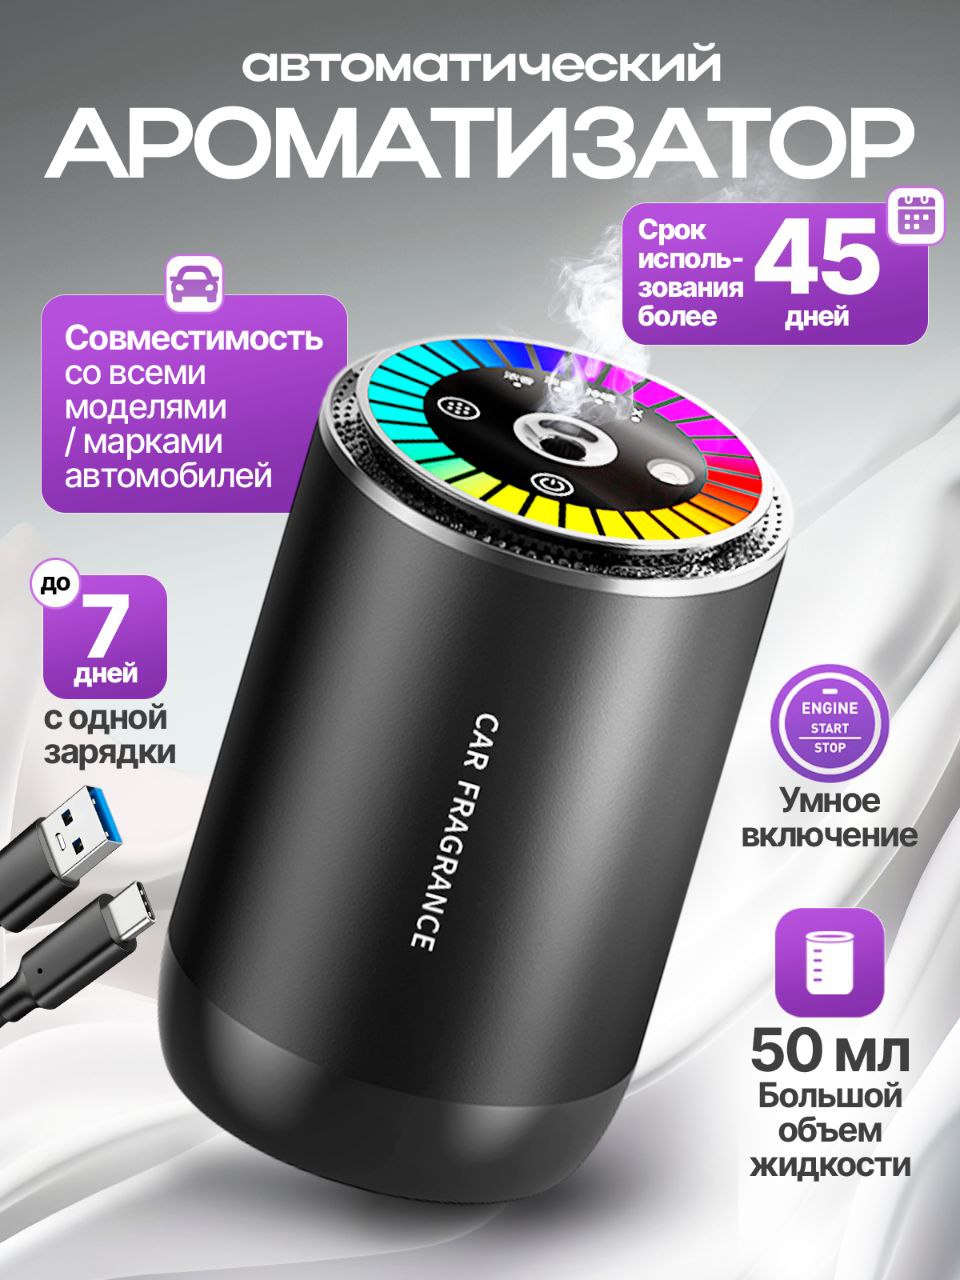 автоматический
АРОМАТИЗАТОР
Срок
исполь-
зования
более
45
дней
Совместимость
со всеми
моделями
/ марками
автомобилей
до
7
дней
с одной
зарядки
CAR FRAGRANCE
ENGINE
START
STOP
Умное
включение
50 мл
Большой
объем
жидкости